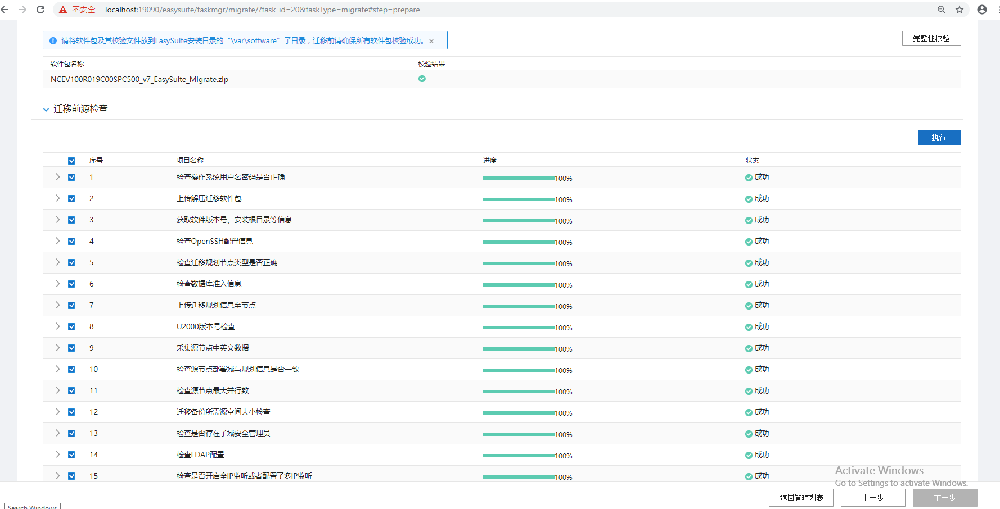 不安全 localhost:19090/easysuite/taskmgr/migrate/?task_id=20&taskType=migrate#step=prepare
请将软件包及其校验文件放到EasySuite安装目录的“\var\software”子目录，迁移前请确保所有软件包校验成功。 ×
完整性校验
软件包名称 校验结果
NCEV100R019C00SPC500_v7_EasySuite_Migrate.zip
迁移前源检查
执行
序号 项目名称 进度 状态
1 检查操作系统用户名密码是否正确 100% 成功
2 上传解压迁移软件包 100% 成功
3 获取软件版本号、安装根目录等信息 100% 成功
4 检查OpenSSH配置信息 100% 成功
5 检查迁移规划节点类型是否正确 100% 成功
6 检查数据库准入信息 100% 成功
7 上传迁移规划信息至节点 100% 成功
8 U2000版本号检查 100% 成功
9 采集源节点中英文数据 100% 成功
10 检查源节点部署域与规划信息是否一致 100% 成功
11 检查源节点最大并行数 100% 成功
12 迁移备份所需源空间大小检查 100% 成功
13 检查是否存在子域安全管理员 100% 成功
14 检查LDAP配置 100% 成功
15 检查是否开启全IP监听或者配置了多IP监听 100% 成功
Activate Windows
Go to Settings to activate Windows.
返回管理列表 上一步 下一步
Search Windows